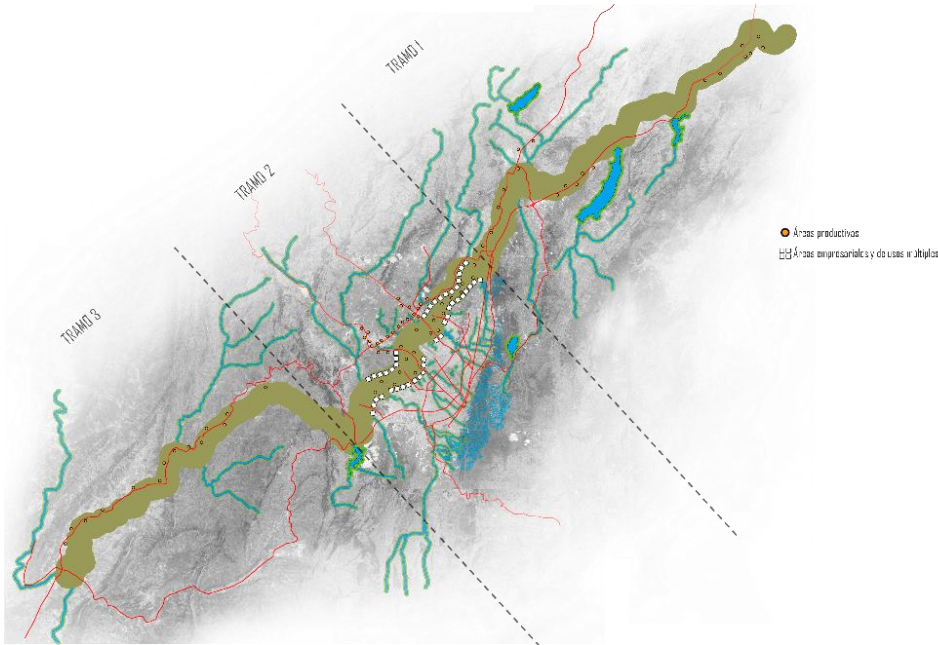 TRAMO 1
TRAMO 2
TRAMO 3
Áreas productivas
Áreas empresariales y de usos múltiples